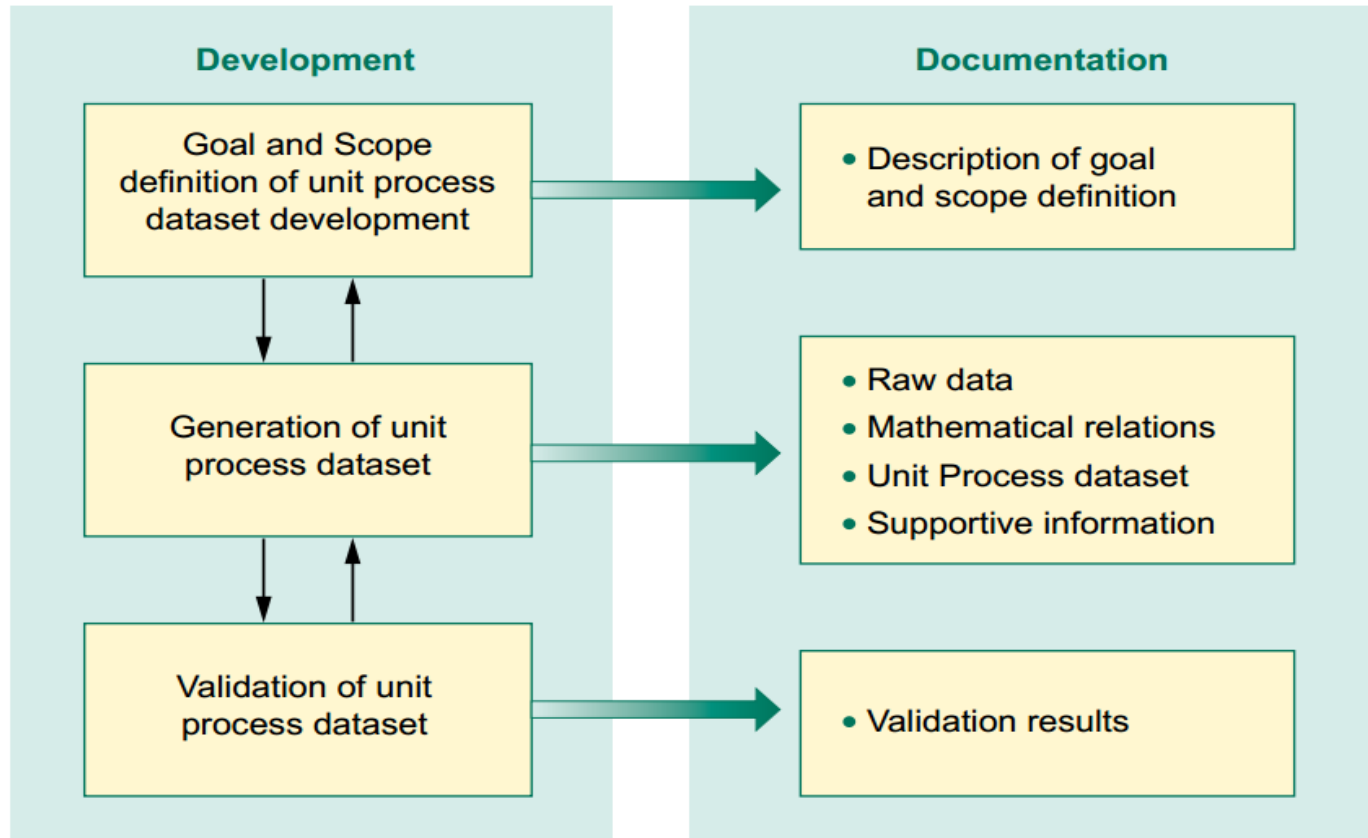 Development
Goal and Scope
definition of unit process
dataset development
Generation of unit
process dataset
Validation of unit
process dataset
Documentation
• Description of goal
and scope definition
• Raw data
• Mathematical relations
• Unit Process dataset
• Supportive information
• Validation results